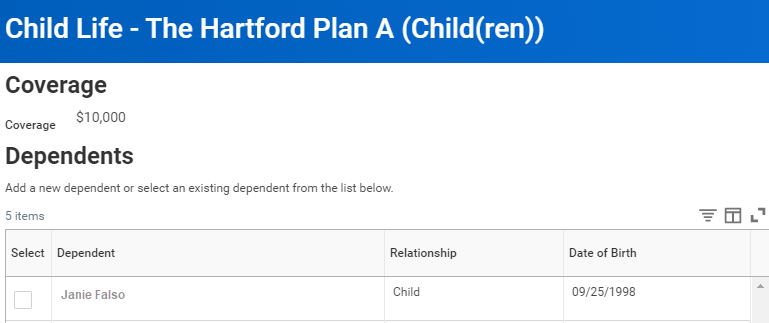 Child Life - The Hartford Plan A (Child(ren))
Coverage
Coverage $10,000
Dependents
Add a new dependent or select an existing dependent from the list below.
5 items
Select Dependent Relationship Date of Birth
Janie Falso Child 09/25/1998